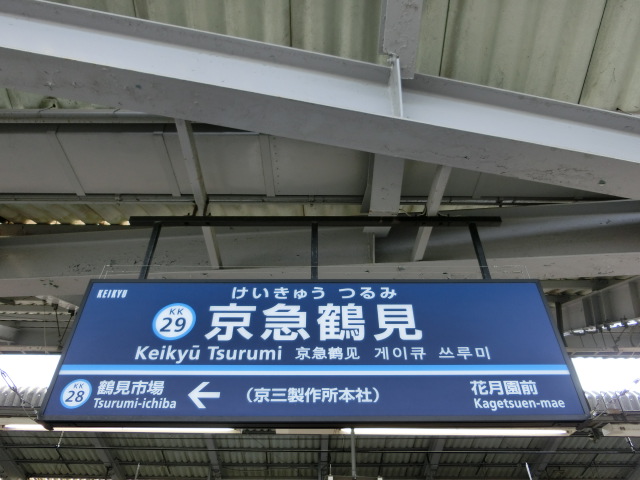 KEIKYU
けいきゅう つるみ
KK 29 京急鶴見
Keikyū Tsurumi 京急鹤见 게이큐 쓰루미
KK 28 鶴見市場 ← （京三製作所本社） 花月園前
Tsurumi-ichiba Kagetsuen-mae